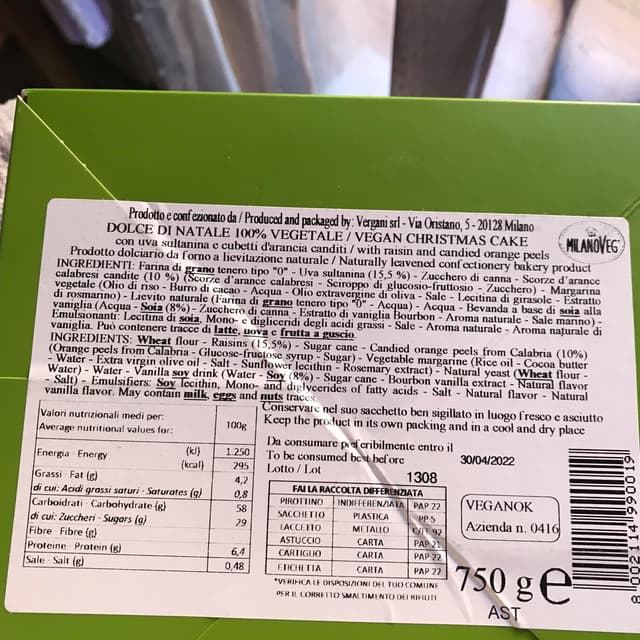 Prodotto e confezionato da / Produced and packaged by: Vergani srl - Via Oristano, 5 - 20128 Milano
DOLCE DI NATALE 100% VEGETALE / VEGAN CHRISTMAS CAKE
con uva sultanina e cubetti d'arancia canditi / with raisin and candied orange peels
Prodotto dolciario da forno a lievitazione naturale / Naturally leavened confectionery bakery product
MILANOVEG
INGREDIENTI: Farina di grano tenero tipo "0" - Uva sultanina (15,5 %) - Zucchero di canna - Scorze d'arance
calabresi candite (10 %) (Scorze d'arance calabresi - Sciroppo di glucosio-fruttosio - Zucchero) - Margarina
vegetale (Olio di riso - Burro di cacao - Acqua - Olio extravergine di oliva - Sale - Lecitina di girasole - Estratto
di rosmarino) - Lievito naturale (Farina di grano tenero tipo "0" - Acqua) - Acqua - Bevanda a base di soia alla
vaniglia (Acqua - Soia (8%) - Zucchero di canna - Estratto di vaniglia Bourbon - Aroma naturale - Sale marino) -
Emulsionanti: Lecitina di soia, Mono- e digliceridi degli acidi grassi - Sale - Aroma naturale - Aroma naturale di
vaniglia. Può contenere tracce di latte, uova e frutta a guscio.
INGREDIENTS: Wheat flour - Raisins (15,5%) - Sugar cane - Candied orange peels from Calabria (10%)
(Orange peels from Calabria - Glucose-fructose syrup - Sugar) - Vegetable margarine (Rice oil - Cocoa butter
- Water - Extra virgin olive oil - Salt - Sunflower lecithin - Rosemary extract) - Natural yeast (Wheat flour -
Water) - Water - Vanilla soy drink (Water - Soy (8%) - Sugar cane - Bourbon vanilla extract - Natural flavor
- Salt) - Emulsifiers: Soy lecithin, Mono- and diglycerides of fatty acids - Salt - Natural flavor - Natural
vanilla flavor. May contain milk, eggs and nuts traces.
Conservare nel suo sacchetto ben sigillato in luogo fresco e asciutto
Keep the product in its own packing and in a cool and dry place
Valori nutrizionali medi per:
Average nutritional values for:
100g
Energia - Energy (kJ) 1.250
(kcal) 295
Grassi - Fat (g) 4,2
di cui: Acidi grassi saturi - Saturates (g) 0,8
Carboidrati - Carbohydrate (g) 58
di cui: Zuccheri - Sugars (g) 29
Fibre - Fibre (g)
Proteine - Protein (g) 6,4
Sale - Salt (g) 0,48
Da consumare preferibilmente entro il
To be consumed best before 30/04/2022
Lotto / Lot 1308
FAI LA RACCOLTA DIFFERENZIATA
PIROTTINO INDIFFERENZIATA PAP 22
SACCHETTO PLASTICA PP 5
LACCETTO METALLO C/FE 92
ASTUCCIO CARTA PAP 21
CARTIGLIO CARTA PAP 22
ETICHETTA CARTA PAP 22
*VERIFICA LE DISPOSIZIONI DEL TUO COMUNE
PER IL CORRETTO SMALTIMENTO DEI RIFIUTI
VEGANOK
Azienda n. 0416
750 g e
AST
8 002114 990019